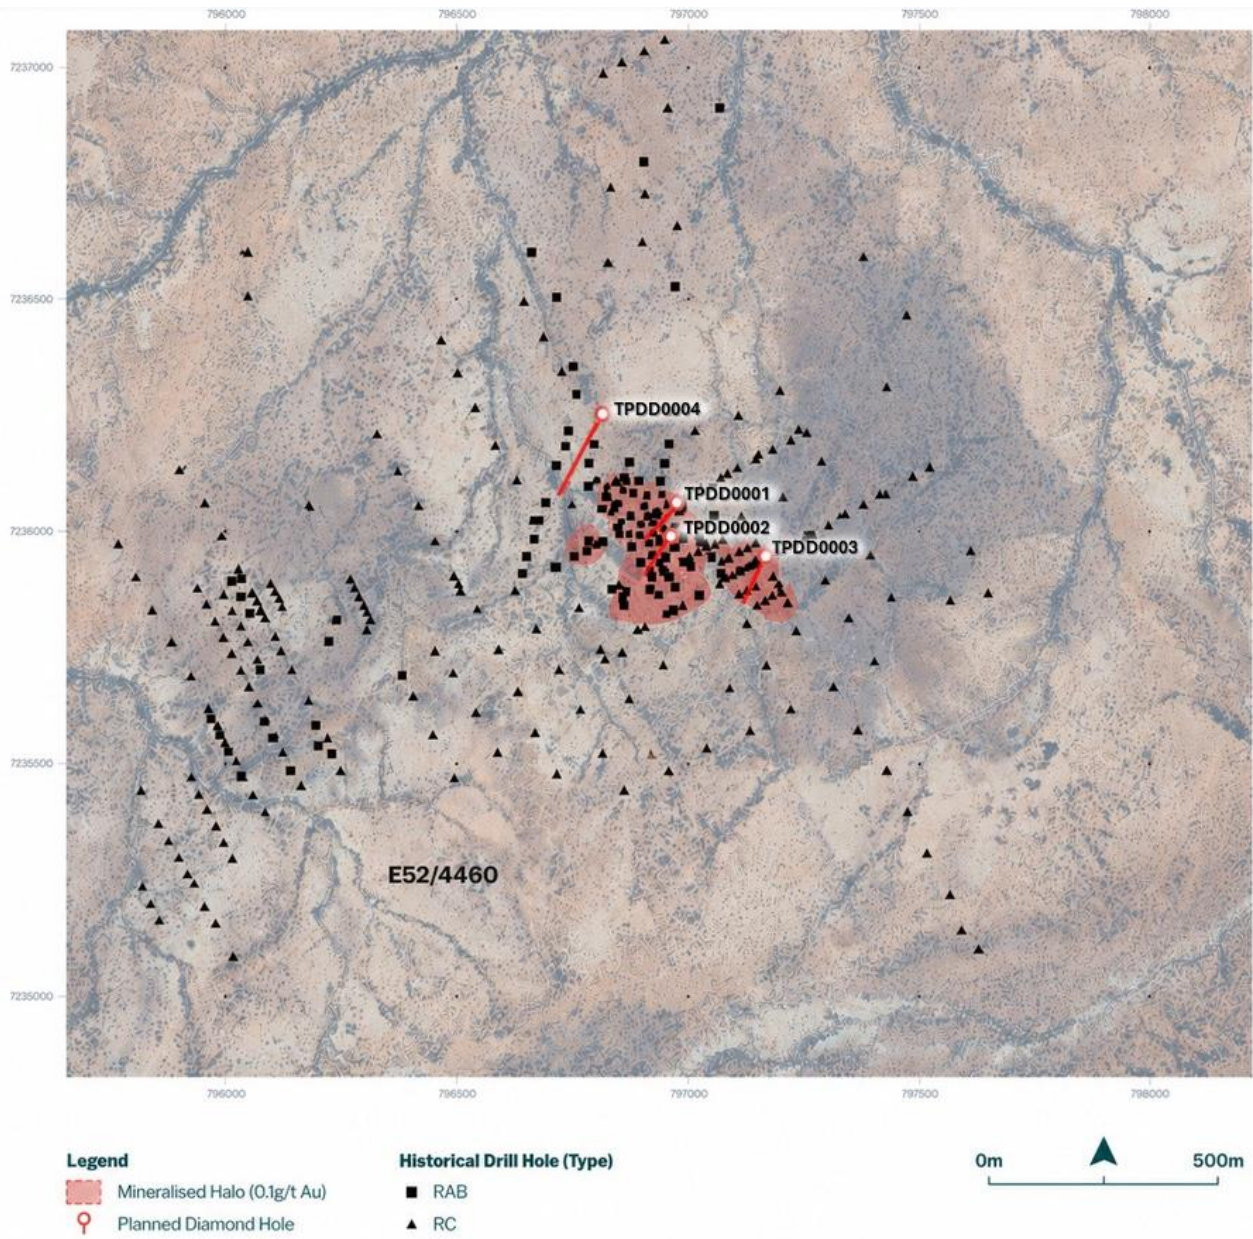 796000 796500 797000 797500 798000
7237000
7236500
TPDD0004
TPDD0001
TPDD0002
7236000
TPDD0003
7235500
E52/4460
7235000
796000 796500 797000 797500 798000
Legend
Mineralised Halo (0.1g/t Au)
Planned Diamond Hole
Historical Drill Hole (Type)
RAB
RC
0m 500m